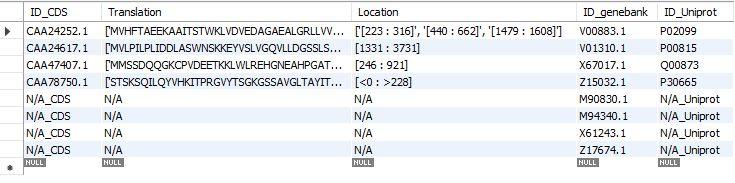 ID_CDS Translation Location ID_genebank ID_Uniprot
CAA24252.1 ['MVHFTAEEKAAITSTWKLVDVEDAGAEALGRLLVV... ['[223 : 316]', '[440 : 662]', '[1479 : 1608]'] V00883.1 P02099
CAA24617.1 ['MVLPILPLIDDLASWNSKKEYVSLVGQVLLDGSSLS... [1331 : 3731] V01310.1 P00815
CAA47407.1 ['MMSSDQQGKCPVDEETKKLWLREHGNEAHPGAT... [246 : 921] X67017.1 Q00873
CAA78750.1 ['STSKSQILQYVHKITPRGVYTSGKGSSAVGLTAYIT... [<0 : >228] Z15032.1 P30665
N/A_CDS N/A N/A M90830.1 N/A_Uniprot
N/A_CDS N/A N/A M94340.1 N/A_Uniprot
N/A_CDS N/A N/A X61243.1 N/A_Uniprot
N/A_CDS N/A N/A Z17674.1 N/A_Uniprot
NULL NULL NULL NULL NULL